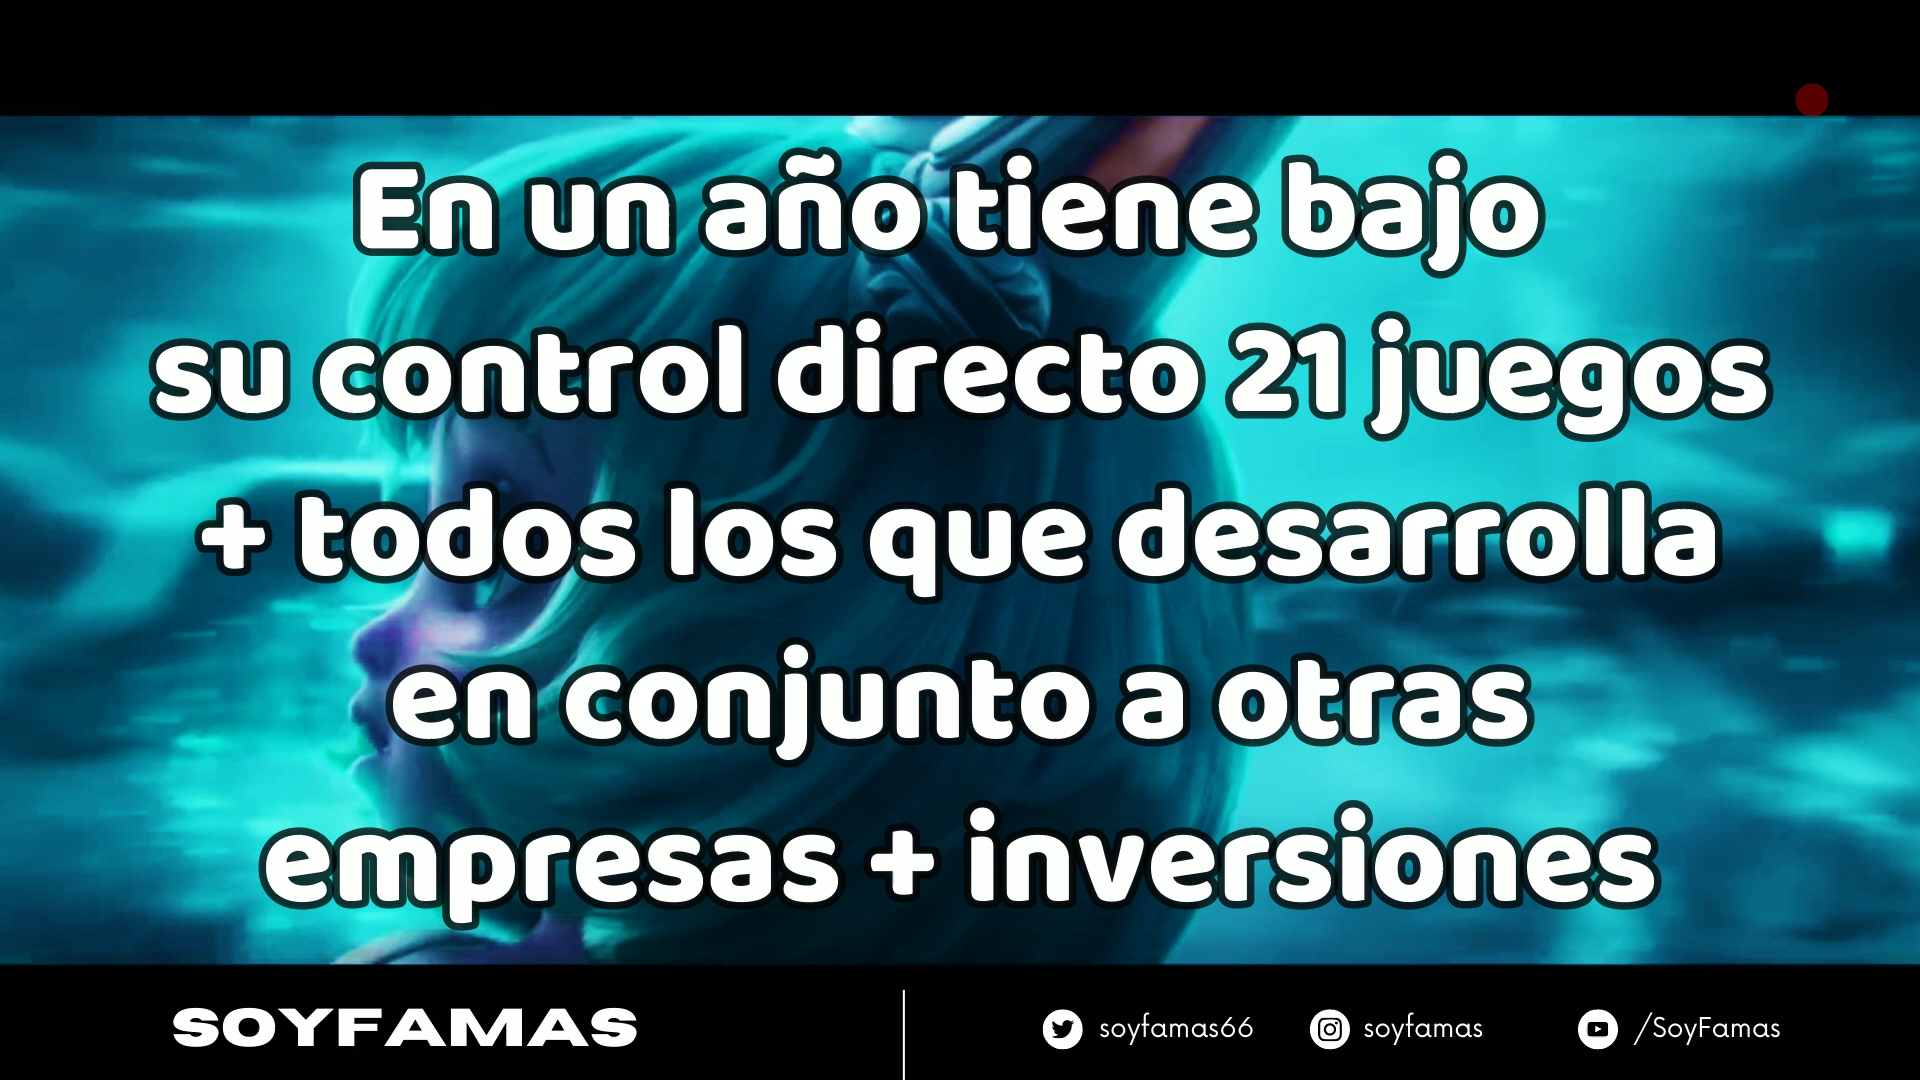 En un año tiene bajo
su control directo 21 juegos
+ todos los que desarrolla
en conjunto a otras
empresas + inversiones
SOYFAMAS
soyfamas66
soyfamas
/SoyFamas